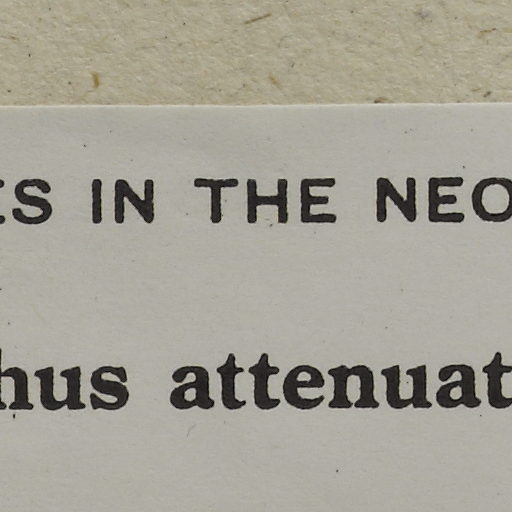 ES IN THE NEO
hus attenuat